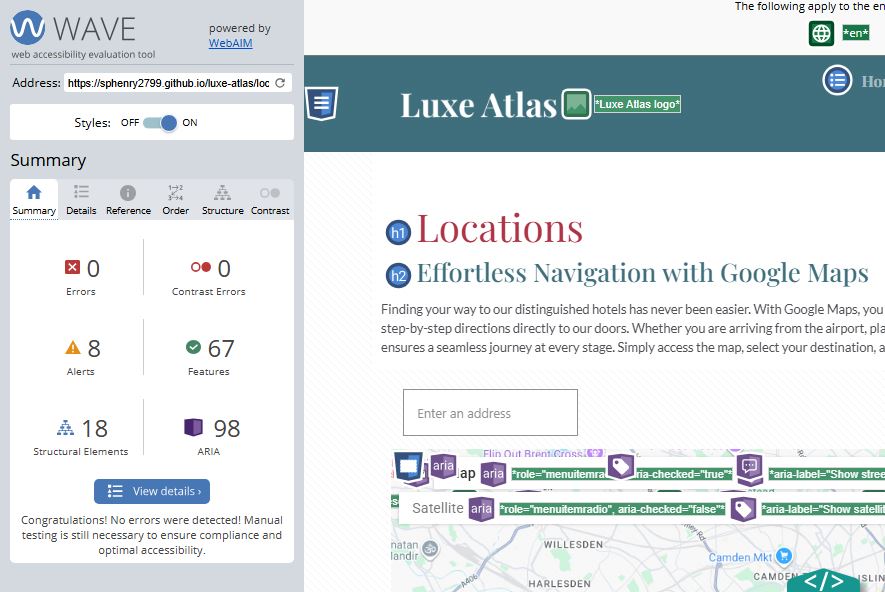 WAVE
web accessibility evaluation tool
powered by
WebAIM
Address: https://sphenry2799.github.io/luxe-atlas/loc
Styles: OFF ON
Summary
Summary Details Reference Order Structure Contrast
0 Errors
0 Contrast Errors
8 Alerts
67 Features
18 Structural Elements
98 ARIA
View details ›
Congratulations! No errors were detected! Manual
testing is still necessary to ensure compliance and
optimal accessibility.
The following apply to the en
*en*
Luxe Atlas *Luxe Atlas logo*
Hor
h1 Locations
h2 Effortless Navigation with Google Maps
Finding your way to our distinguished hotels has never been easier. With Google Maps, you
step-by-step directions directly to our doors. Whether you are arriving from the airport, pla
ensures a seamless journey at every stage. Simply access the map, select your destination, a
Enter an address
Flip Out Brent Cross
aria ap aria *role="menuitemra aria-checked="true"* *aria-label="Show stree
Satellite aria *role="menuitemradio", aria-checked="false"* *aria-label="Show satelli
WILLESDEN
Camden Mkt
A406
HARLESDEN
CAMDEN
</>